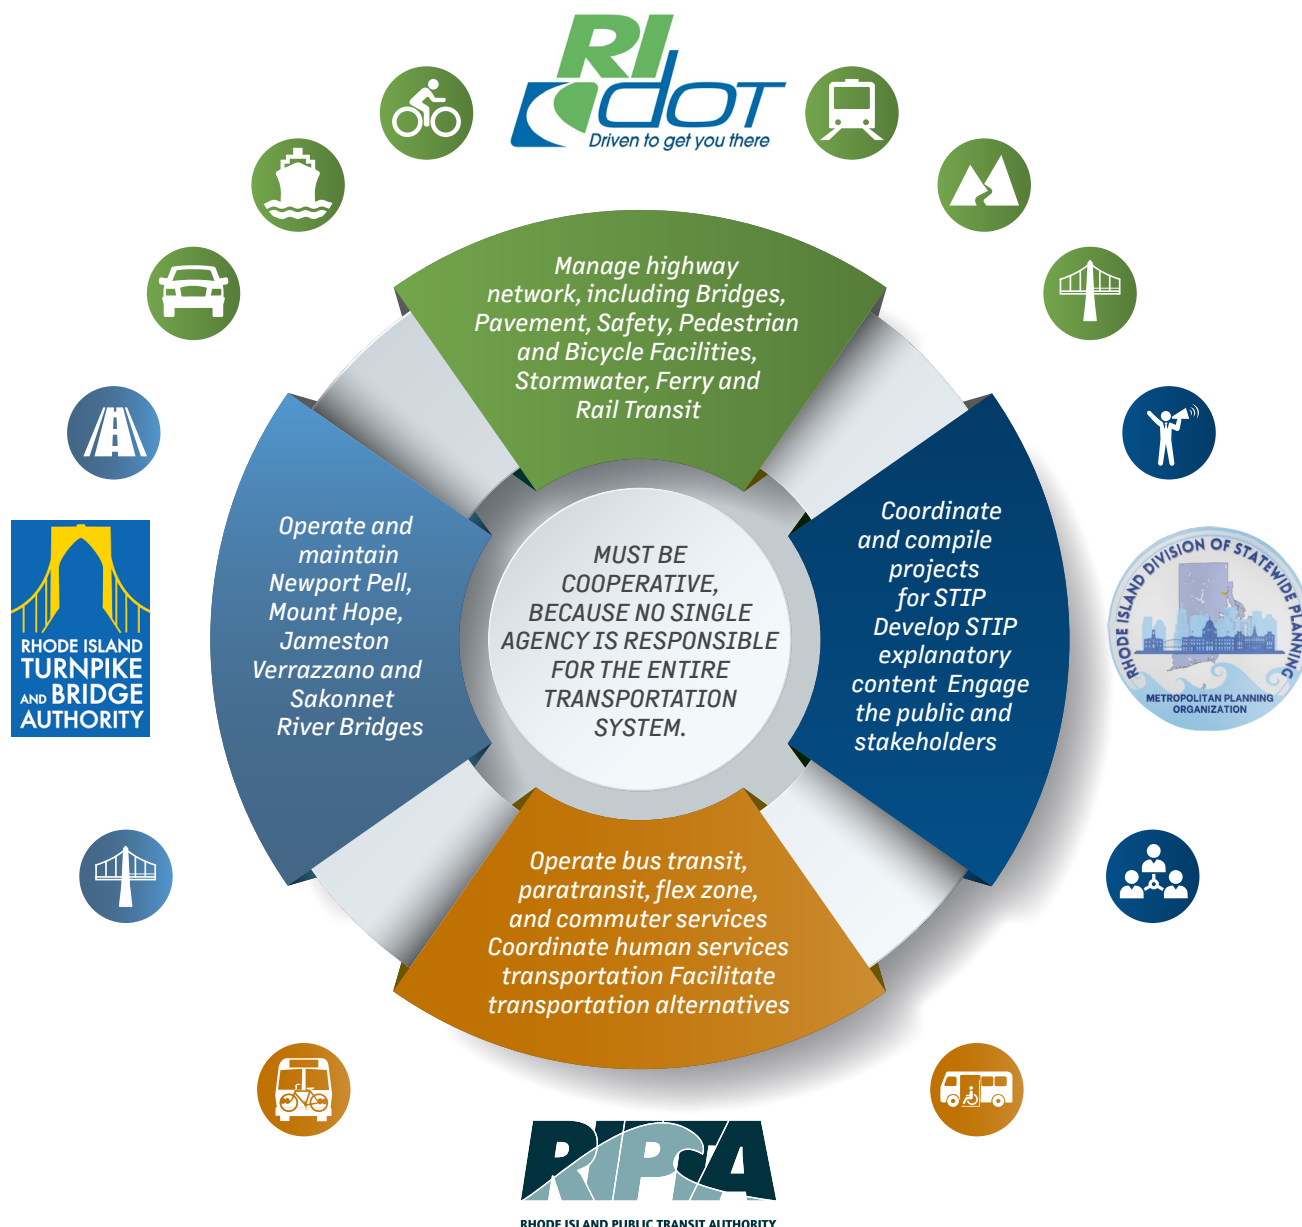 RI
DOT
Driven to get you there
Manage highway
network, including Bridges,
Pavement, Safety, Pedestrian
and Bicycle Facilities,
Stormwater, Ferry and
Rail Transit
Operate and
maintain
Newport Pell,
Mount Hope,
Jameston
Verrazzano and
Sakonnet
River Bridges
MUST BE
COOPERATIVE,
BECAUSE NO SINGLE
AGENCY IS RESPONSIBLE
FOR THE ENTIRE
TRANSPORTATION
SYSTEM.
Coordinate
and compile
projects
for STIP
Develop STIP
explanatory
content Engage
the public and
stakeholders
RHODE ISLAND
TURNPIKE
AND BRIDGE
AUTHORITY
RHODE ISLAND DIVISION OF STATEWIDE PLANNING
METROPOLITAN PLANNING
ORGANIZATION
Operate bus transit,
paratransit, flex zone,
and commuter services
Coordinate human services
transportation Facilitate
transportation alternatives
RIPTA
RHODE ISLAND PUBLIC TRANSIT AUTHORITY